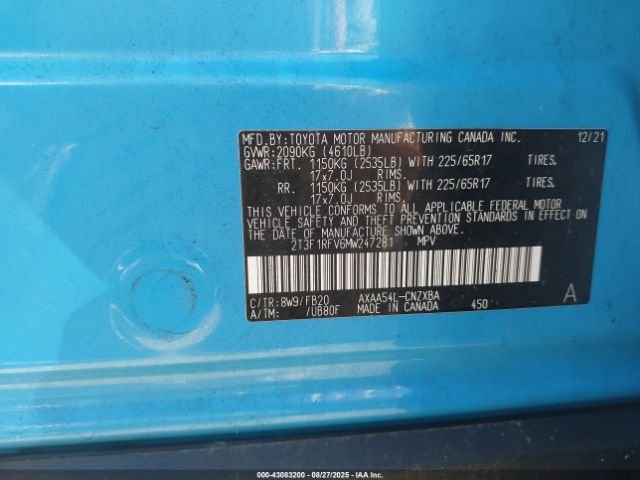 MFD.BY:TOYOTA MOTOR MANUFACTURING CANADA INC. 12/21
GVWR:2090KG (4610LB)
GAWR:FRT. 1150KG (2535LB) WITH 225/65R17 TIRES,
17x7.0J RIMS.
RR. 1150KG (2535LB) WITH 225/65R17 TIRES,
17x7.0J RIMS.
THIS VEHICLE CONFORMS TO ALL APPLICABLE FEDERAL MOTOR
VEHICLE SAFETY AND THEFT PREVENTION STANDARDS IN EFFECT
ON THE DATE OF MANUFACTURE SHOWN ABOVE.
2T3F1RFV6MW247281 MPV
C/TR:8W9/FB20 AXAA54L-CNZXBA A
A/TM: /UB80F MADE IN CANADA 450
000-43083200 - 08/27/2025 - IAAI.com